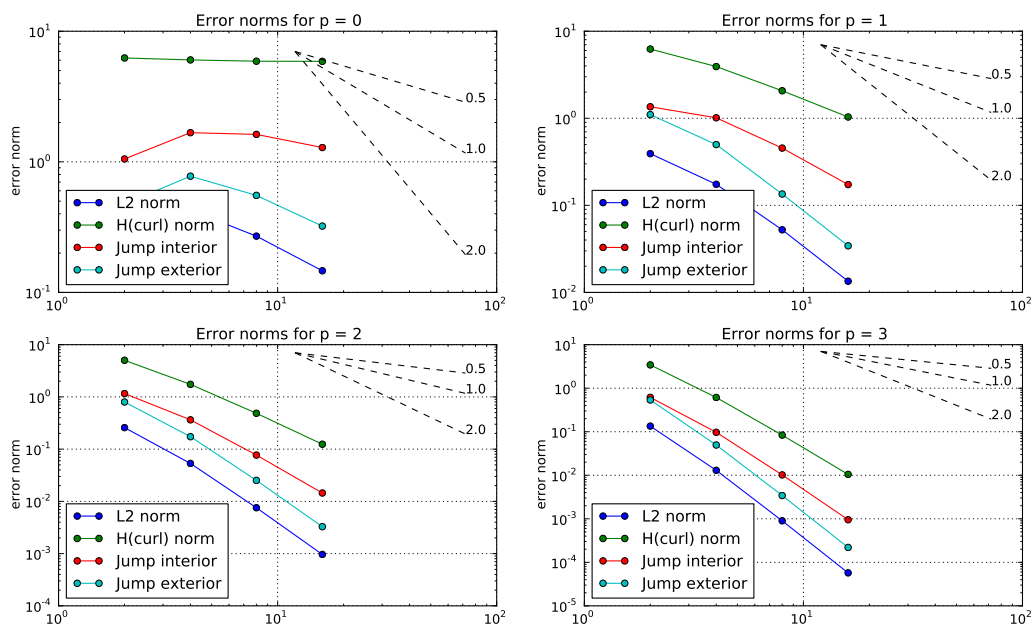 Error norms for p = 0
error norm
10^1
10^0
10^-1
10^0
10^1
10^2
0.5
1.0
2.0
L2 norm
H(curl) norm
Jump interior
Jump exterior
Error norms for p = 1
error norm
10^1
10^0
10^-1
10^-2
10^0
10^1
10^2
0.5
1.0
2.0
L2 norm
H(curl) norm
Jump interior
Jump exterior
Error norms for p = 2
error norm
10^1
10^0
10^-1
10^-2
10^-3
10^-4
10^0
10^1
10^2
0.5
1.0
2.0
L2 norm
H(curl) norm
Jump interior
Jump exterior
Error norms for p = 3
error norm
10^1
10^0
10^-1
10^-2
10^-3
10^-4
10^-5
10^0
10^1
10^2
0.5
1.0
2.0
L2 norm
H(curl) norm
Jump interior
Jump exterior